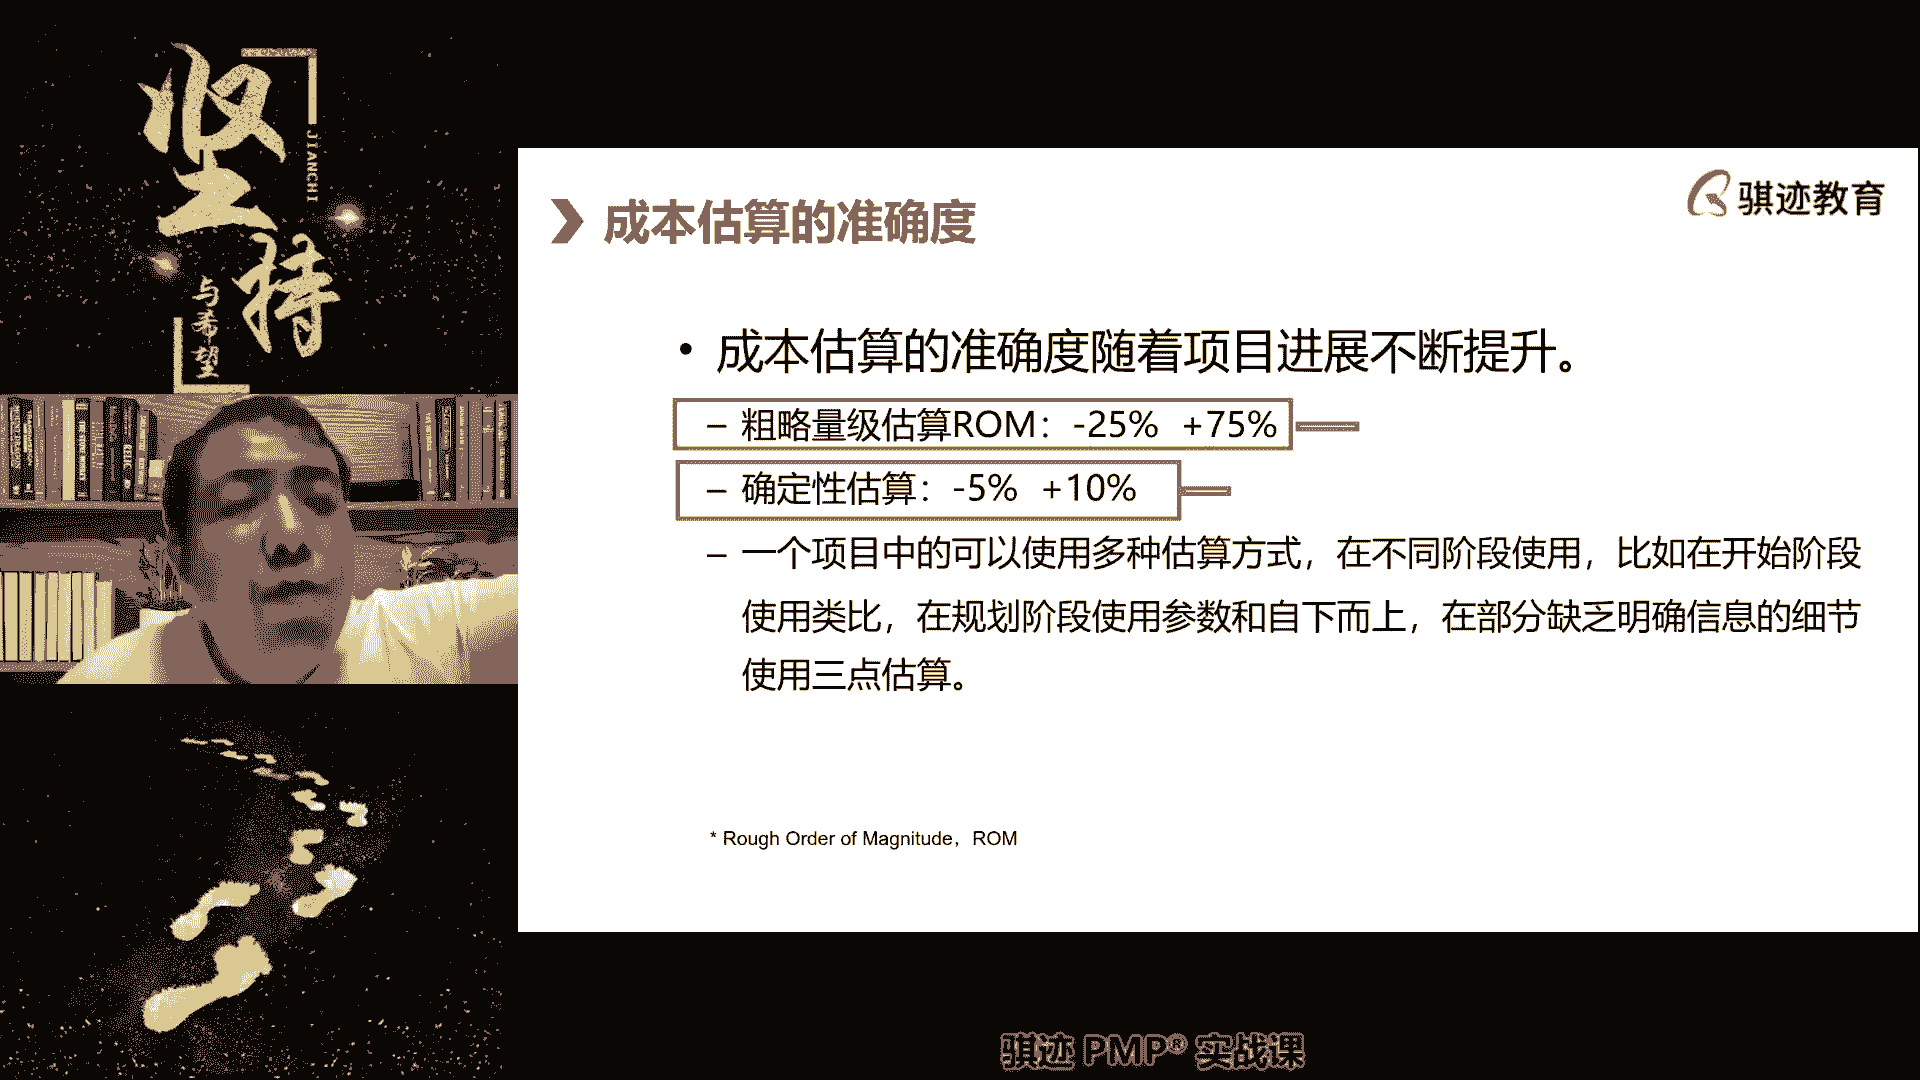 坚持
JIANCHI
与希望
骐迹教育
成本估算的准确度
• 成本估算的准确度随着项目进展不断提升。
– 粗略量级估算ROM：-25% +75%
– 确定性估算：-5% +10%
– 一个项目中的可以使用多种估算方式，在不同阶段使用，比如在开始阶段
使用类比，在规划阶段使用参数和自下而上，在部分缺乏明确信息的细节
使用三点估算。
* Rough Order of Magnitude，ROM
骐迹 PMP® 实战课